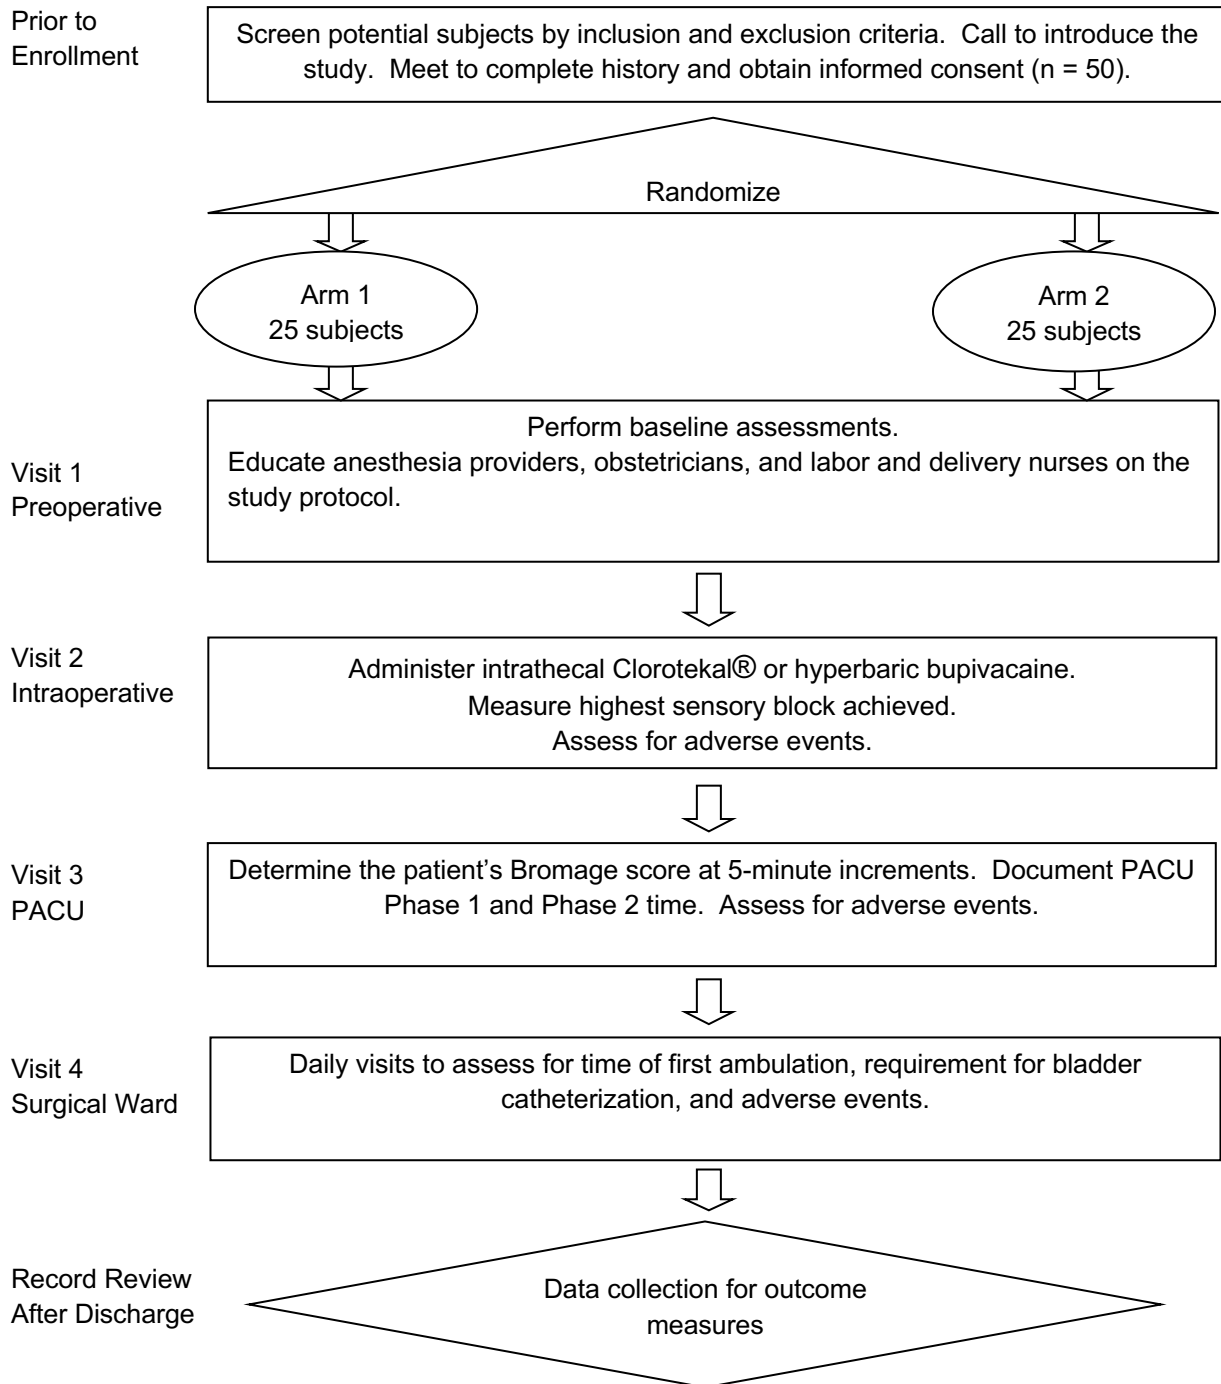 Prior to
Enrollment
Screen potential subjects by inclusion and exclusion criteria.  Call to introduce the
study.  Meet to complete history and obtain informed consent (n = 50).
Randomize
Arm 1
25 subjects
Arm 2
25 subjects
Visit 1
Preoperative
Perform baseline assessments.
Educate anesthesia providers, obstetricians, and labor and delivery nurses on the
study protocol.
Visit 2
Intraoperative
Administer intrathecal Clorotekal® or hyperbaric bupivacaine.
Measure highest sensory block achieved.
Assess for adverse events.
Visit 3
PACU
Determine the patient’s Bromage score at 5-minute increments.  Document PACU
Phase 1 and Phase 2 time.  Assess for adverse events.
Visit 4
Surgical Ward
Daily visits to assess for time of first ambulation, requirement for bladder
catheterization, and adverse events.
Record Review
After Discharge
Data collection for outcome
measures